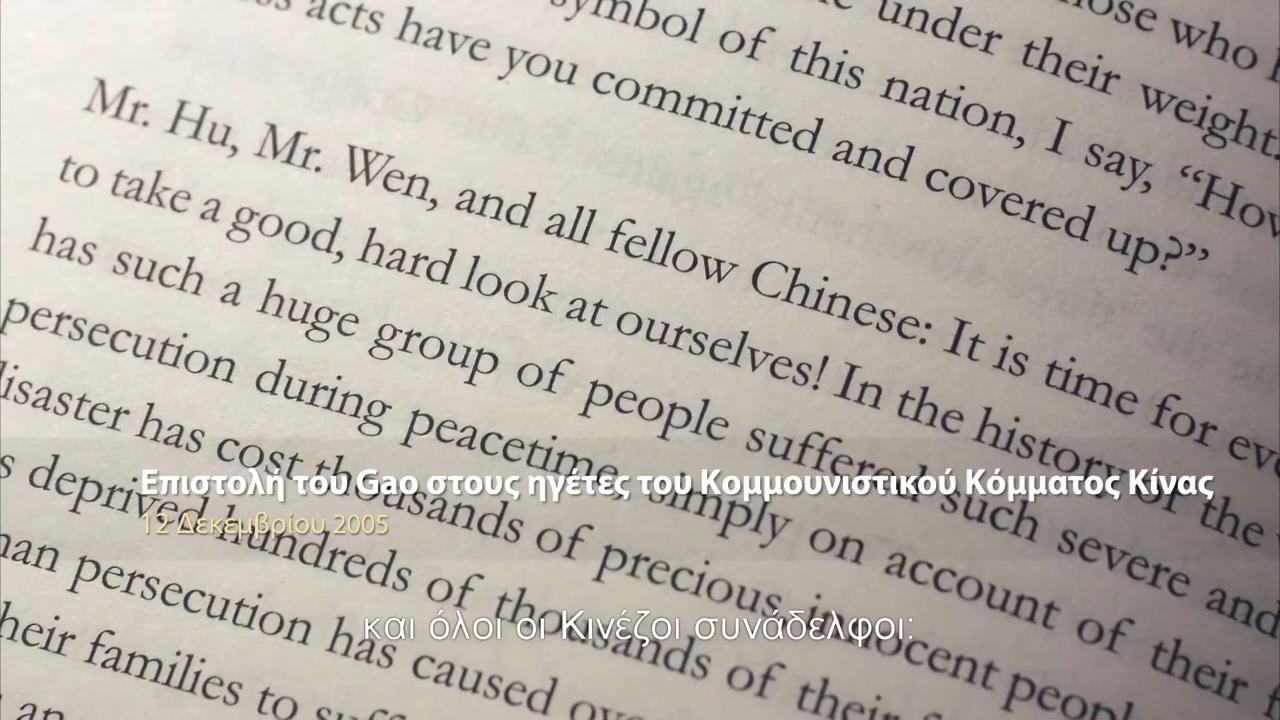 under their weight.
symbol of this nation, I say, “How
acts have you committed and covered up?”
Mr. Hu, Mr. Wen, and all fellow Chinese: It is time for
to take a good, hard look at ourselves! In the history of the
has such a huge group of people suffered such severe and
persecution during peacetime simply on account of their
has cost thousands of precious innocent
deprived hundreds of thousands of their
persecution has caused
families to
an
Επιστολή του Gao στους ηγέτες του Κομμουνιστικού Κόμματος Κίνας
12 Δεκεμβρίου 2005
και όλοι οι Κινέζοι συνάδελφοι: